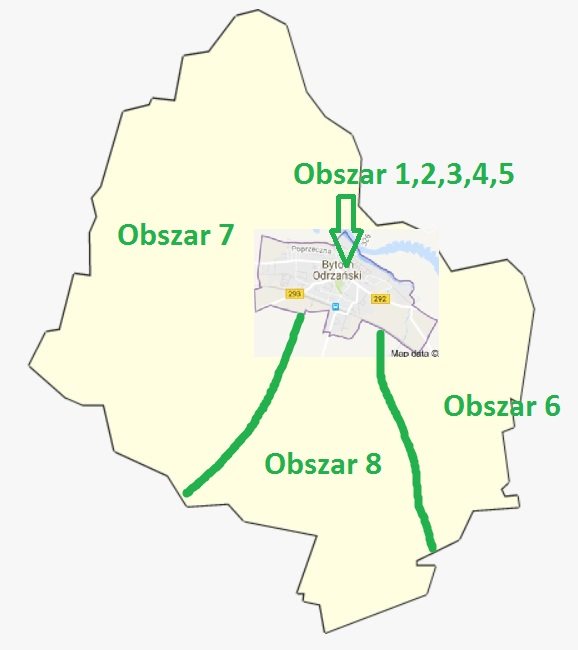 Obszar 1,2,3,4,5
Obszar 7
Poprzeczna
326
Bytom
Odrzański
293
292
Map data ©
Obszar 6
Obszar 8